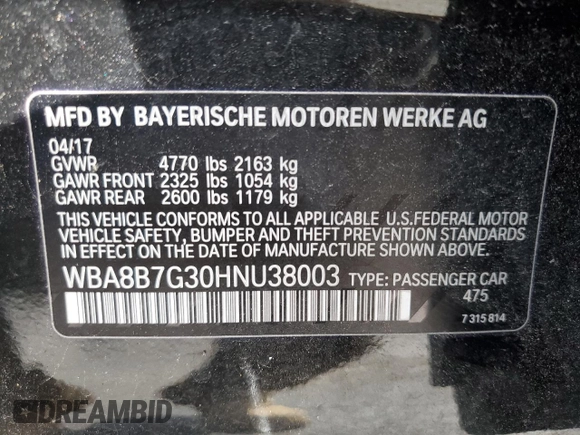 MFD BY BAYERISCHE MOTOREN WERKE AG
04/17
GVWR 4770 lbs 2163 kg
GAWR FRONT 2325 lbs 1054 kg
GAWR REAR 2600 lbs 1179 kg
THIS VEHICLE CONFORMS TO ALL APPLICABLE U.S.FEDERAL MOTOR
VEHICLE SAFETY, BUMPER AND THEFT PREVENTION STANDARDS
IN EFFECT ON THE DATE OF MANUFACTURE SHOWN ABOVE.
WBA8B7G30HNU38003 TYPE: PASSENGER CAR
475
7 315 814
DREAMBID